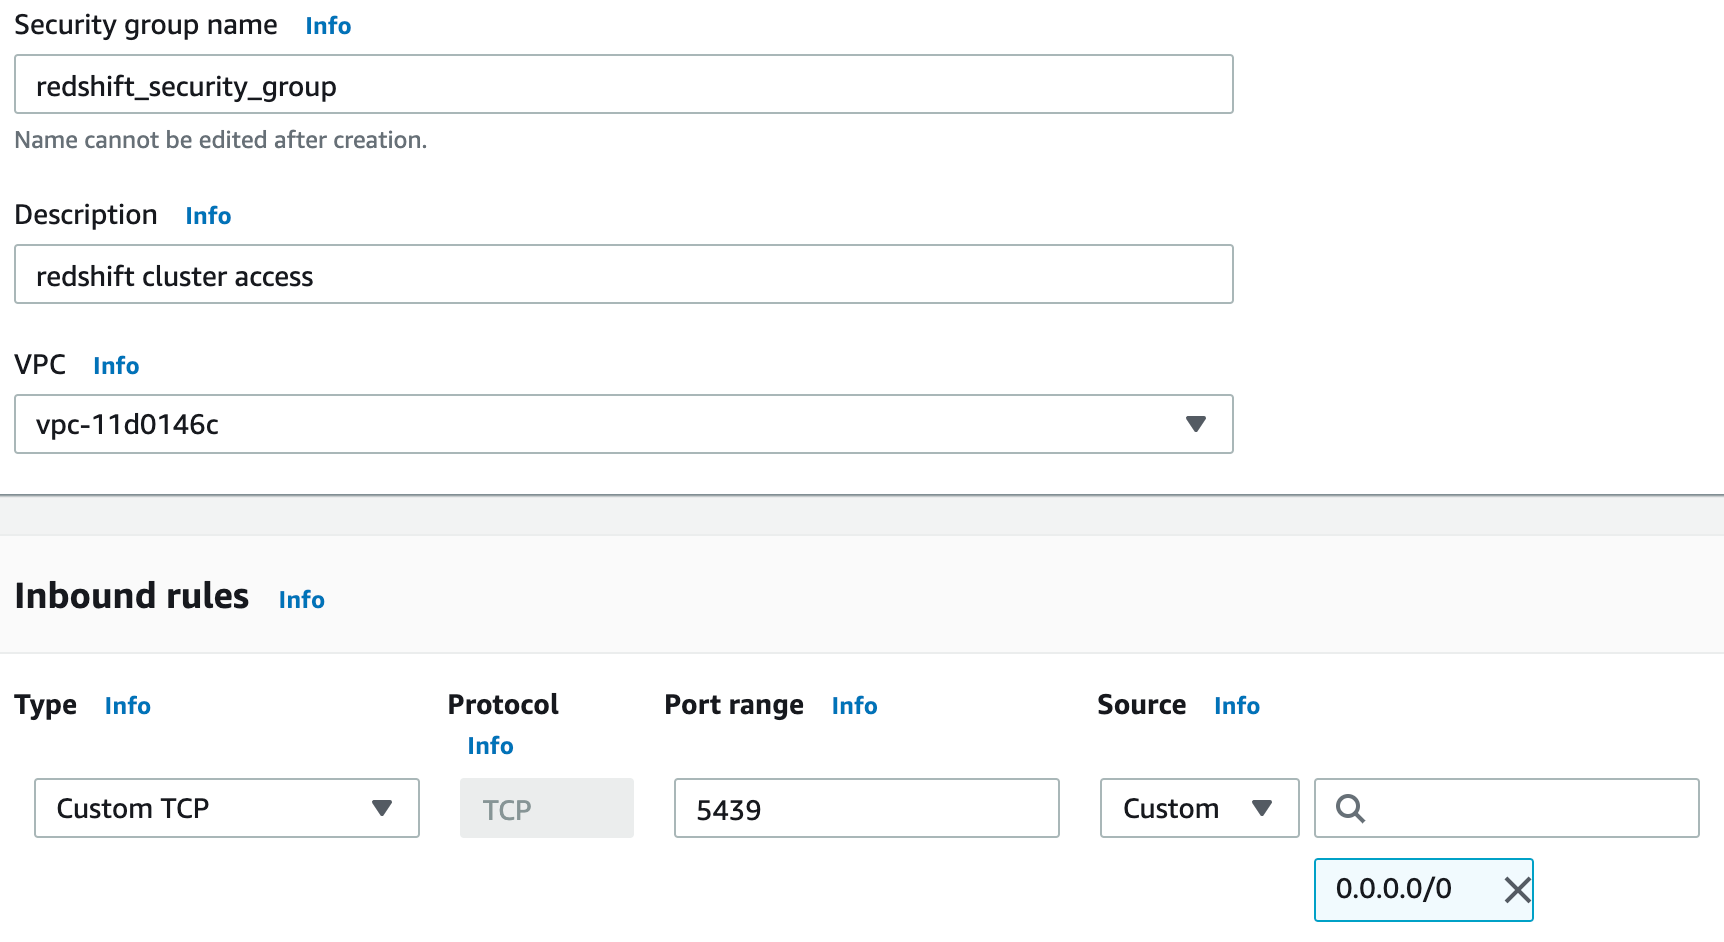 Security group name Info
redshift_security_group
Name cannot be edited after creation.
Description Info
redshift cluster access
VPC Info
vpc-11d0146c
Inbound rules Info
Type Info Protocol Port range Info Source Info
Info
Custom TCP TCP 5439 Custom
0.0.0.0/0